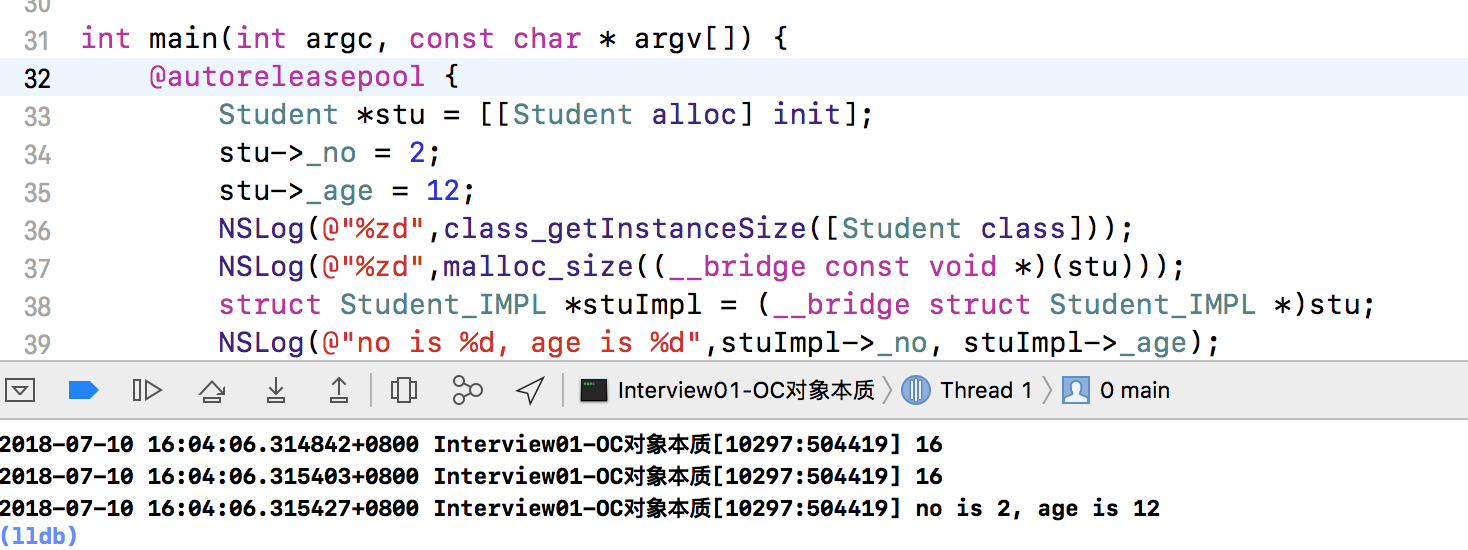 30
31 int main(int argc, const char * argv[]) {
32 @autoreleasepool {
33 Student *stu = [[Student alloc] init];
34 stu->_no = 2;
35 stu->_age = 12;
36 NSLog(@"%zd",class_getInstanceSize([Student class]));
37 NSLog(@"%zd",malloc_size((__bridge const void *)(stu)));
38 struct Student_IMPL *stuImpl = (__bridge struct Student_IMPL *)stu;
39 NSLog(@"no is %d, age is %d",stuImpl->_no, stuImpl->_age);
Interview01-OC对象本质 Thread 1 0 main
2018-07-10 16:04:06.314842+0800 Interview01-OC对象本质[10297:504419] 16
2018-07-10 16:04:06.315403+0800 Interview01-OC对象本质[10297:504419] 16
2018-07-10 16:04:06.315427+0800 Interview01-OC对象本质[10297:504419] no is 2, age is 12
(lldb)